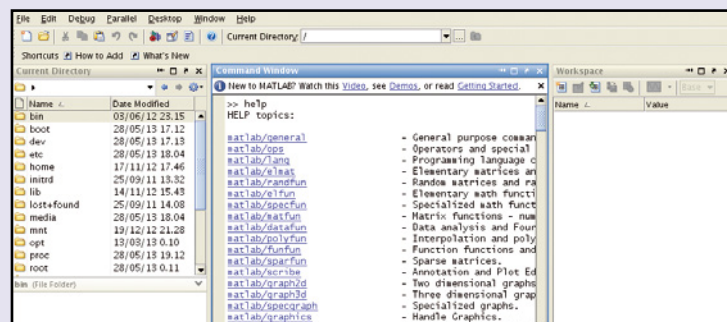 File Edit Debug Parallel Desktop Window Help
Current Directory: /
Shortcuts How to Add What's New
Current Directory
Name Date Modified
bin 03/06/12 23.15
boot 28/05/13 17.12
dev 28/05/13 17.13
etc 28/05/13 18.04
home 17/11/12 17.46
initrd 25/09/11 13.32
lib 14/11/12 15.43
lost+found 25/09/11 14.08
media 28/05/13 18.04
mnt 19/12/12 21.28
opt 13/03/13 0.10
proc 28/05/13 19.12
root 28/05/13 0.11
bin (File Folder)
Command Window
New to MATLAB? Watch this Video, see Demos, or read Getting Started.
>> help
HELP topics:
matlab/general - General purpose comman
matlab/ops - Operators and special
matlab/lang - Programming language c
matlab/elmat - Elementary matrices an
matlab/randfun - Random matrices and ra
matlab/elfun - Elementary math functi
matlab/specfun - Specialized math funct
matlab/matfun - Matrix functions - num
matlab/datafun - Data analysis and Four
matlab/polyfun - Interpolation and poly
matlab/funfun - Function functions and
matlab/sparfun - Sparse matrices.
matlab/scribe - Annotation and Plot Ed
matlab/graph2d - Two dimensional graphs
matlab/graph3d - Three dimensional grap
matlab/specgraph - Specialized graphs.
matlab/graphics - Handle Graphics.
Workspace
Base
Name Value